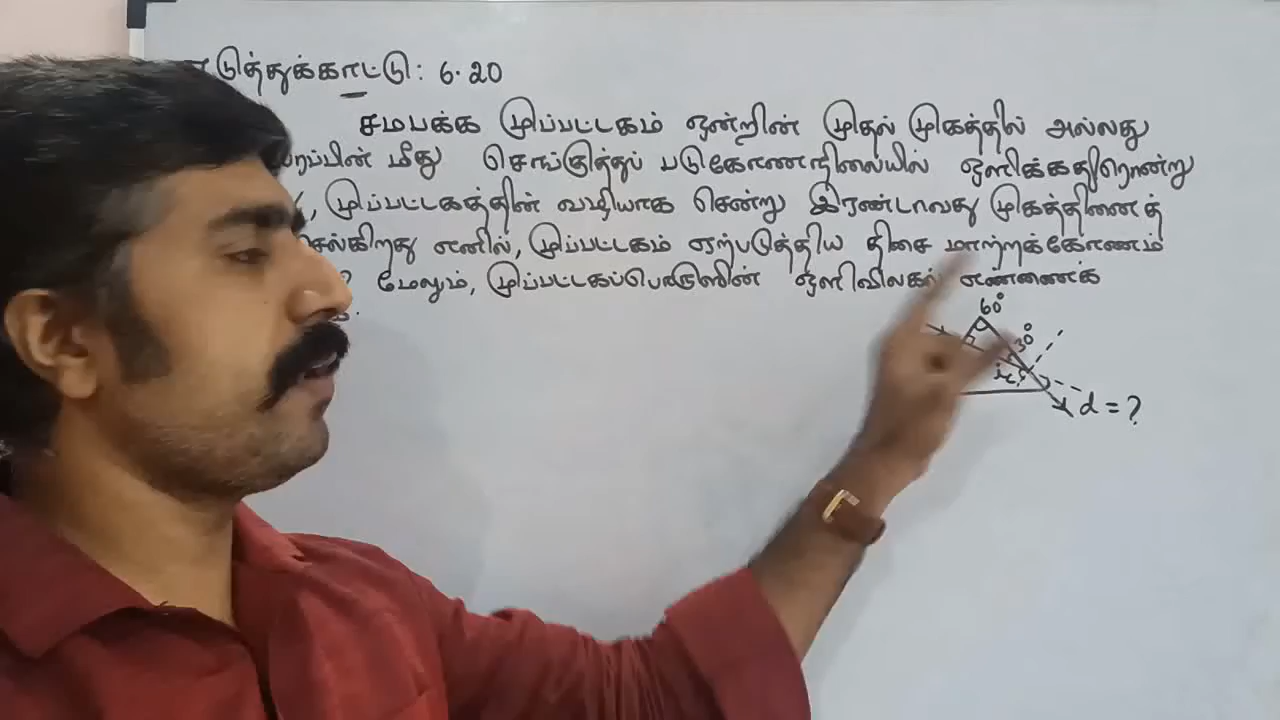 டுத்துக்காட்டு: 6.20
சமபக்க முப்பட்டகம் ஒன்றின் முதல் முகத்தில் அல்லது
பரப்பின் மீது செங்குத்துப் படுகோணநிலையில் ஒளிக்கதிரொன்று
, முப்பட்டகத்தின் வழியாக சென்று இரண்டாவது முகத்தினைத்
செல்கிறது எனில், முப்பட்டகம் ஏற்படுத்திய திசை மாற்றக்கோணம்
? மேலும், முப்பட்டகப்பொருளின் ஒளிவிலகல் எண்ணைக்
60°
30°
d = ?